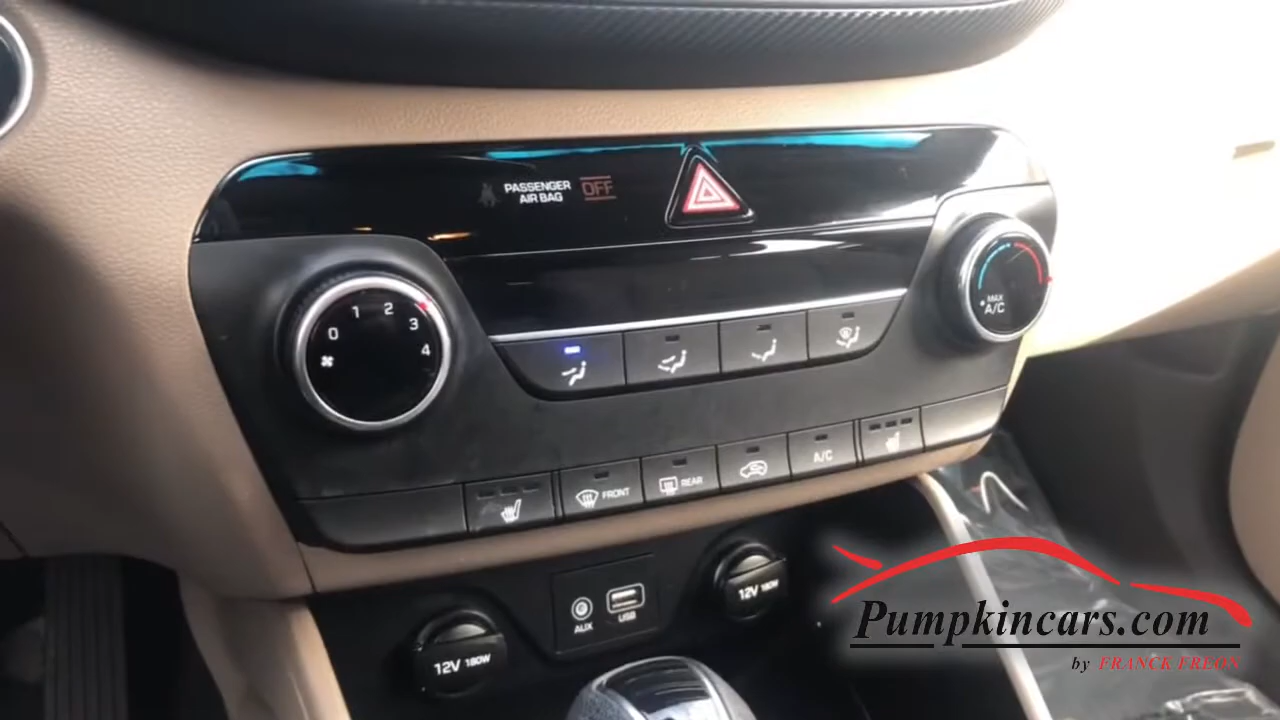 PASSENGER
AIR BAG
OFF
0
1
2
3
4
MAX
A/C
FRONT
REAR
A/C
AUX
USB
12V 180W
12V 180W
Pumpkincars.com
by FRANCK FREON